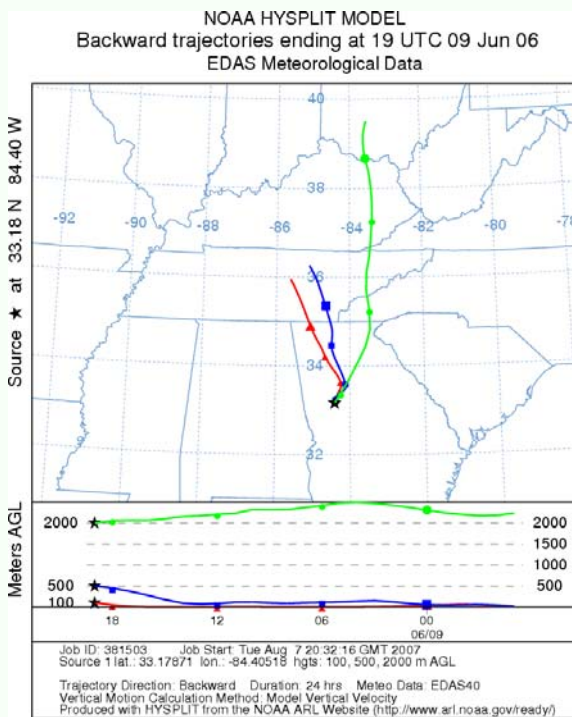 NOAA HYSPLIT MODEL
Backward trajectories ending at 19 UTC 09 Jun 06
EDAS Meteorological Data
Source ★ at 33.18 N 84.40 W
40
38
-92
-90
-88
-86
-84
-82
-80
-78
36
34
32
Meters AGL
2000
2000
1500
1000
500
500
100
18
12
06
00
06/09
Job ID: 381503 Job Start: Tue Aug 7 20:32:16 GMT 2007
Source 1 lat.: 33.17871 lon.: -84.40518 hgts: 100, 500, 2000 m AGL
Trajectory Direction: Backward Duration: 24 hrs Meteo Data: EDAS40
Vertical Motion Calculation Method: Model Vertical Velocity
Produced with HYSPLIT from the NOAA ARL Website (http://www.arl.noaa.gov/ready/)